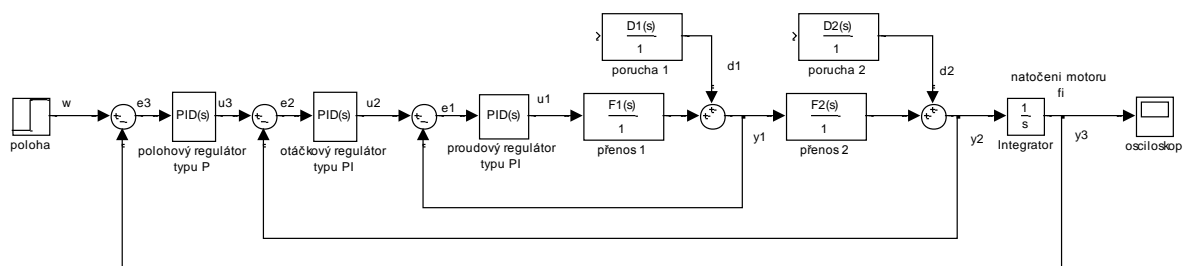 D1(s)
1
porucha 1
d1
D2(s)
1
porucha 2
d2
natočeni motoru
fi
poloha
w
e3
PID(s)
polohový regulátor
typu P
u3
e2
PID(s)
otáčkový regulátor
typu PI
u2
e1
PID(s)
proudový regulátor
typu PI
u1
F1(s)
1
přenos 1
y1
F2(s)
1
přenos 2
y2
1
s
Integrator
y3
osciloskop